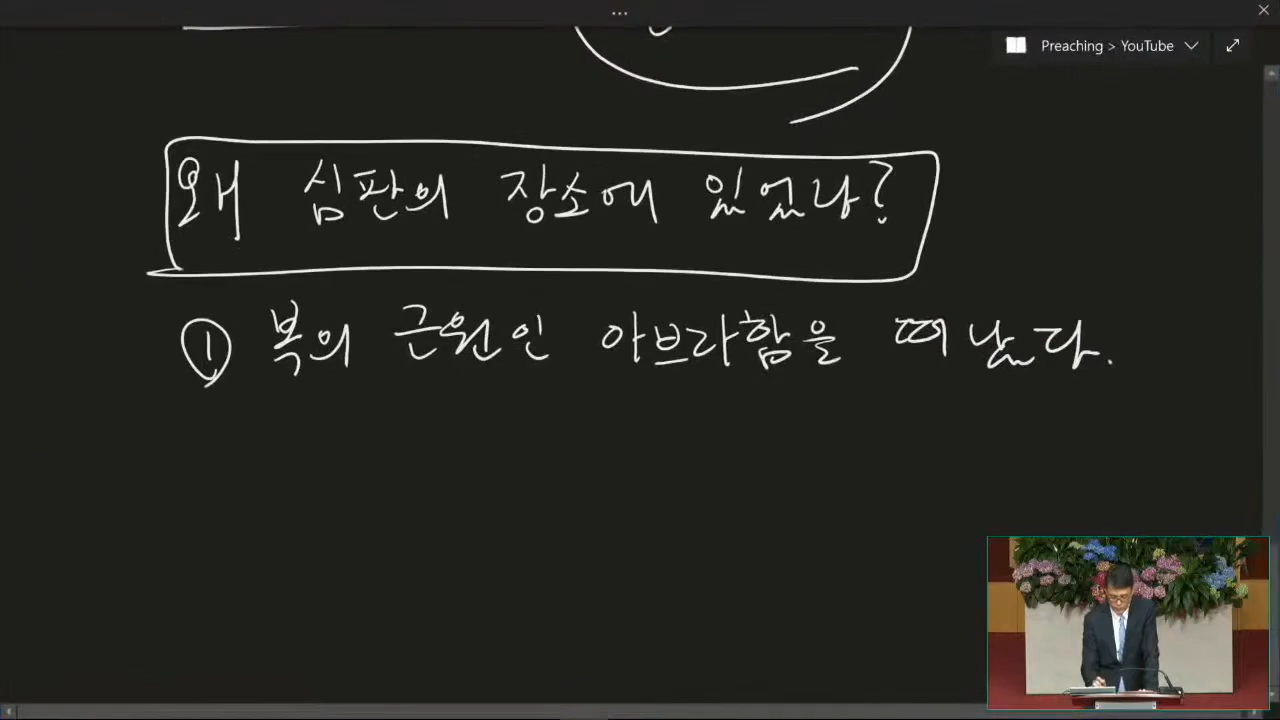 ...
Preaching > YouTube
왜 심판의 장소에 있었나?
① 복의 근원인 아브라함을 떠났다.